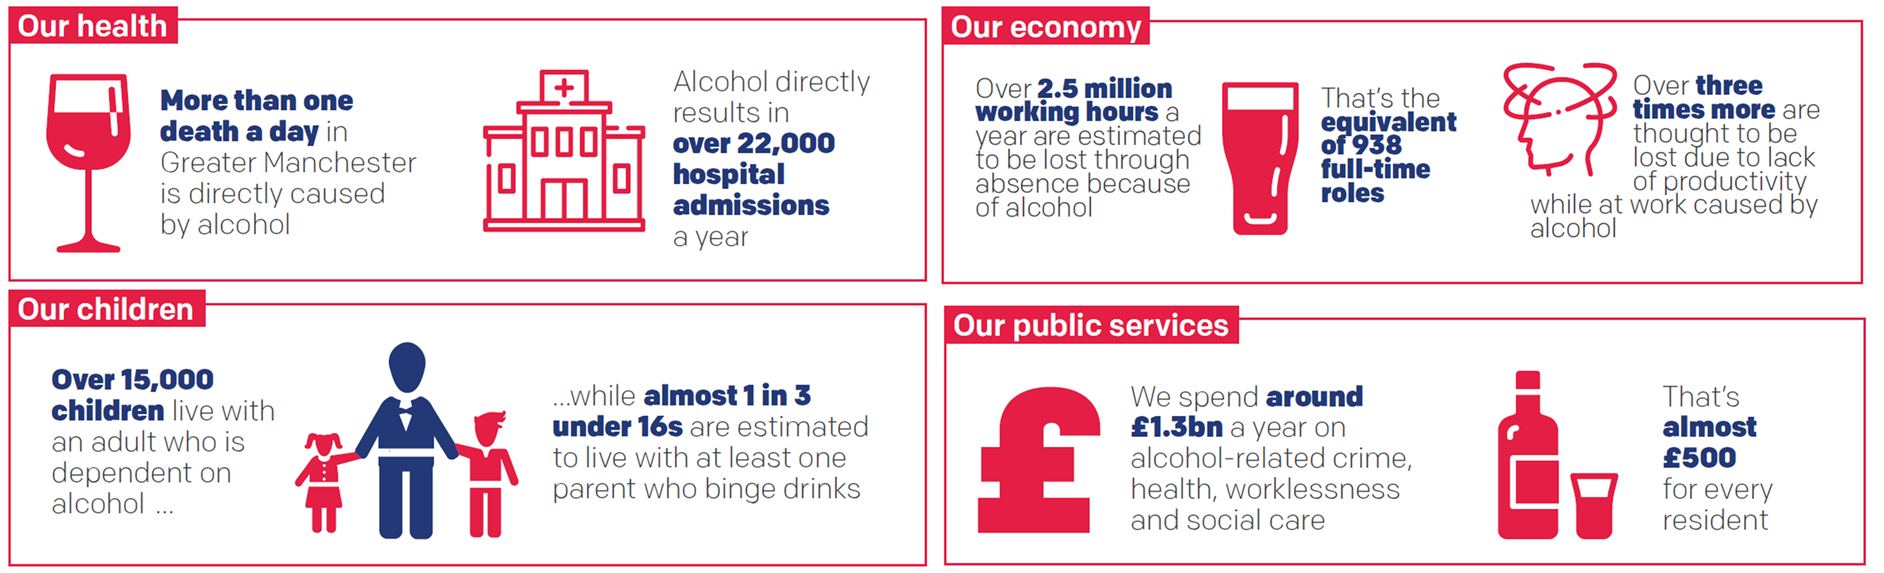 Our health
More than one
death a day in
Greater Manchester
is directly caused
by alcohol
Alcohol directly
results in
over 22,000
hospital
admissions
a year
Our economy
Over 2.5 million
working hours a
year are estimated
to be lost through
absence because
of alcohol
That's the
equivalent
of 938
full-time
roles
Over three
times more are
thought to be
lost due to lack
of productivity
while at work caused by
alcohol
Our children
Over 15,000
children live with
an adult who is
dependent on
alcohol ...
...while almost 1 in 3
under 16s are estimated
to live with at least one
parent who binge drinks
Our public services
£
We spend around
£1.3bn a year on
alcohol-related crime,
health, worklessness
and social care
That's
almost
£500
for every
resident